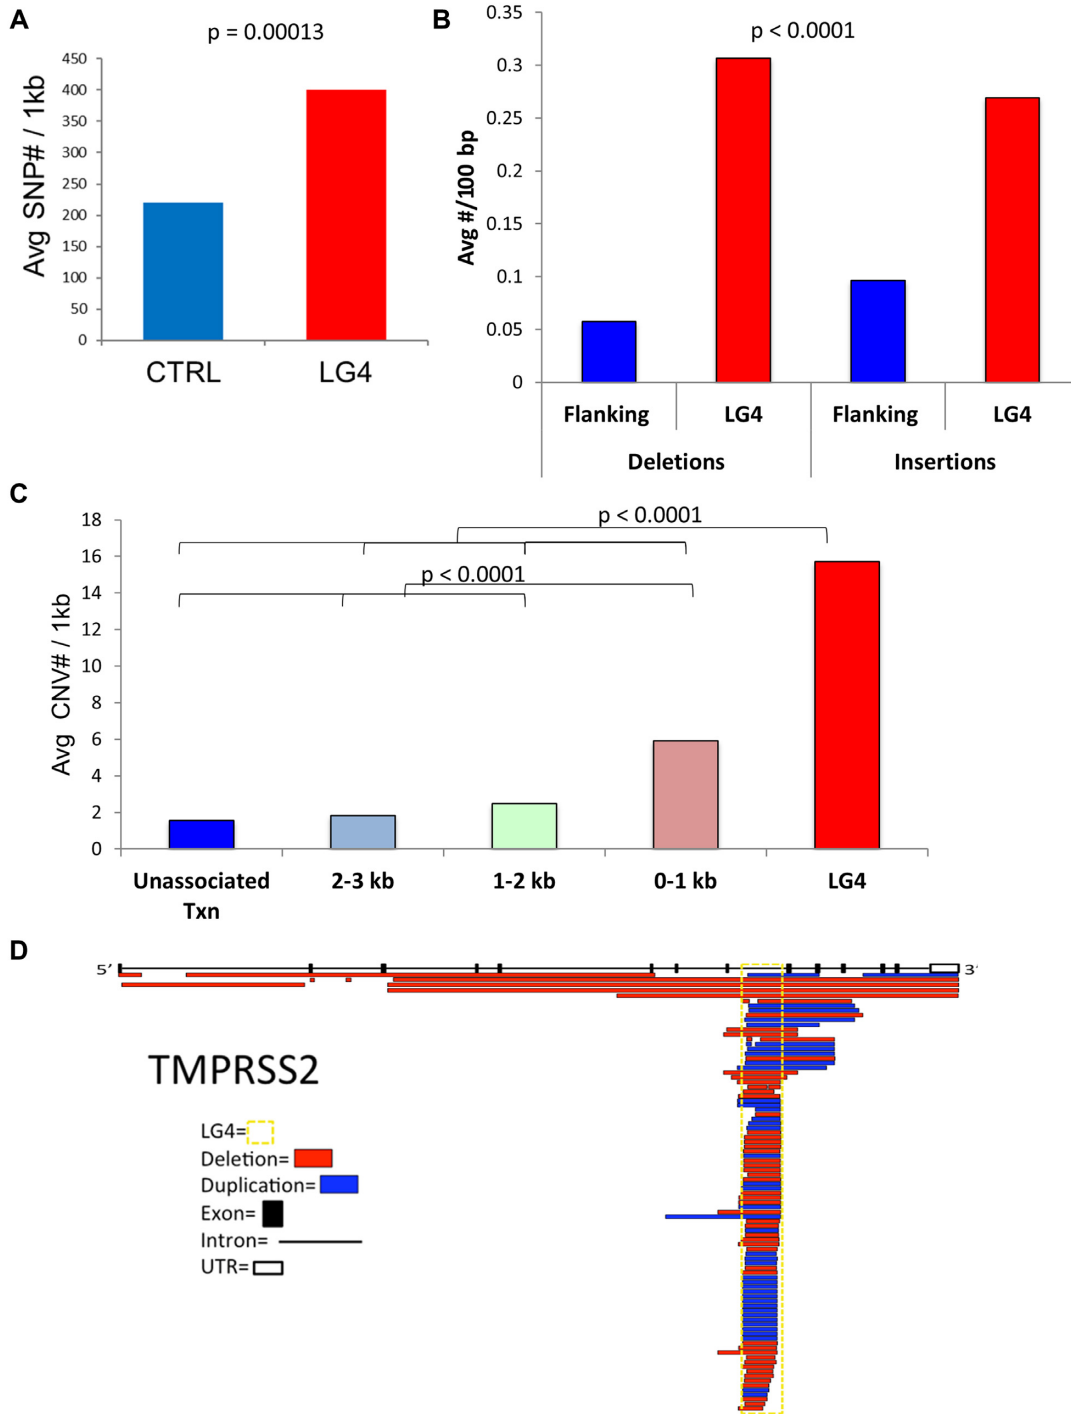 A
p = 0.00013
Avg SNP# / 1kb
450
400
350
300
250
200
150
100
50
0
CTRL
LG4
B
p < 0.0001
Avg #/100 bp
0.35
0.3
0.25
0.2
0.15
0.1
0.05
0
Flanking
LG4
Flanking
LG4
Deletions
Insertions
C
p < 0.0001
p < 0.0001
Avg CNV# / 1kb
18
16
14
12
10
8
6
4
2
0
Unassociated
Txn
2-3 kb
1-2 kb
0-1 kb
LG4
D
5'
3'
TMPRSS2
LG4=
Deletion=
Duplication=
Exon=
Intron=
UTR=